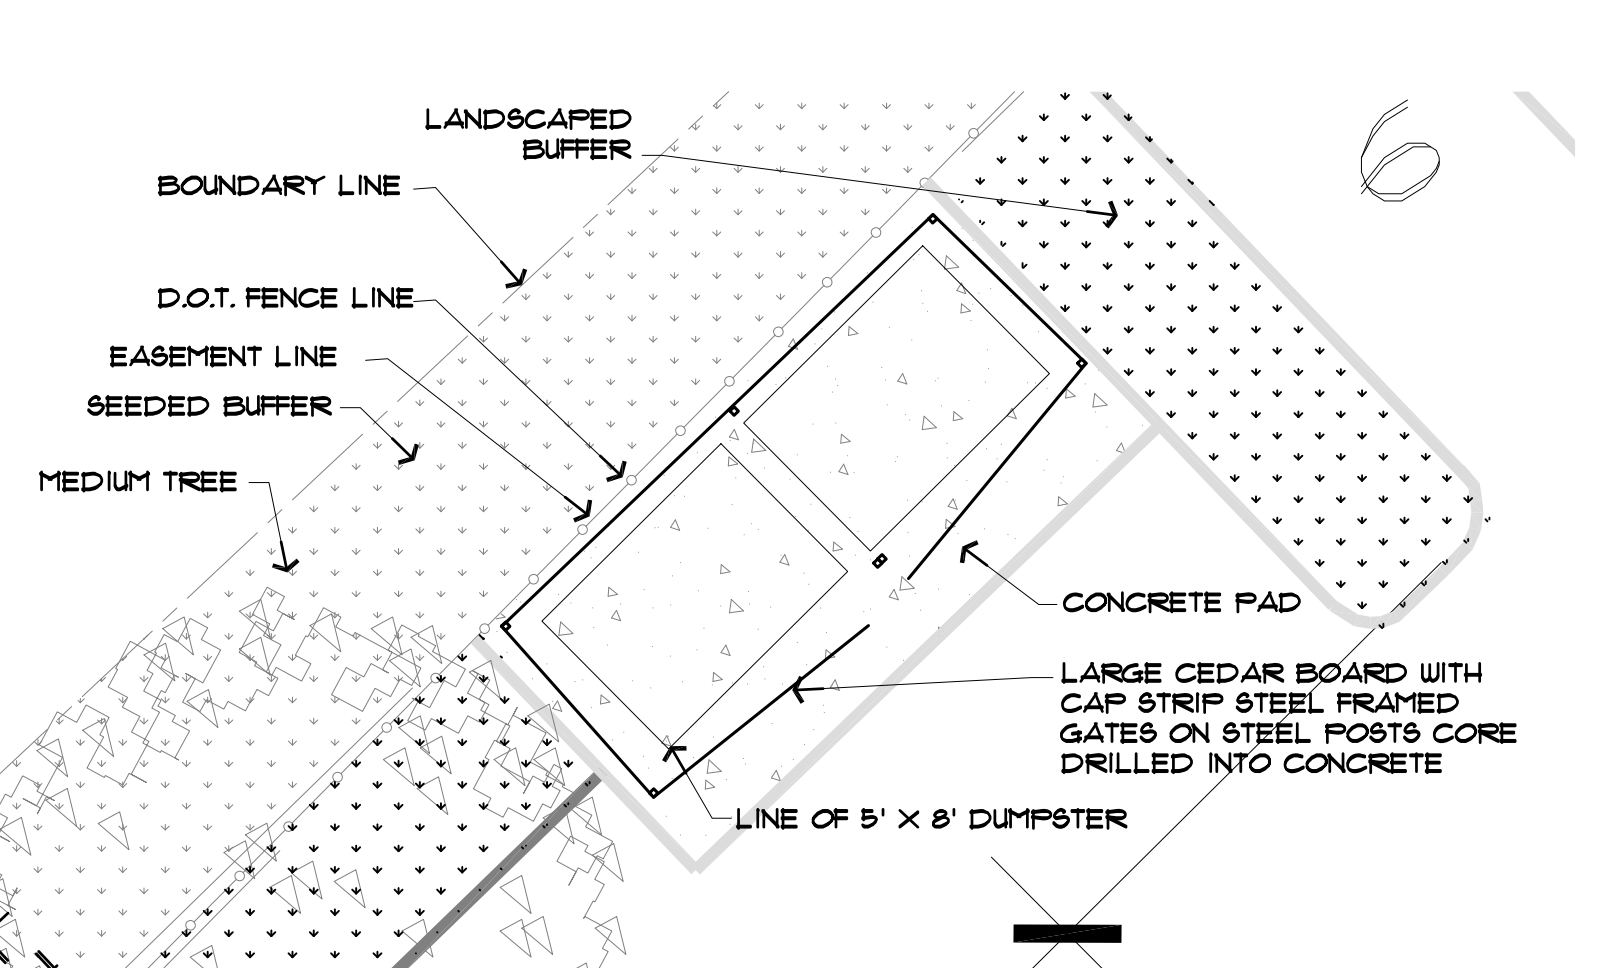 LANDSCAPED
BUFFER
BOUNDARY LINE
6
D.O.T. FENCE LINE
EASEMENT LINE
SEEDED BUFFER
MEDIUM TREE
CONCRETE PAD
LARGE CEDAR BOARD WITH
CAP STRIP STEEL FRAMED
GATES ON STEEL POSTS CORE
DRILLED INTO CONCRETE
LINE OF 5' X 8' DUMPSTER